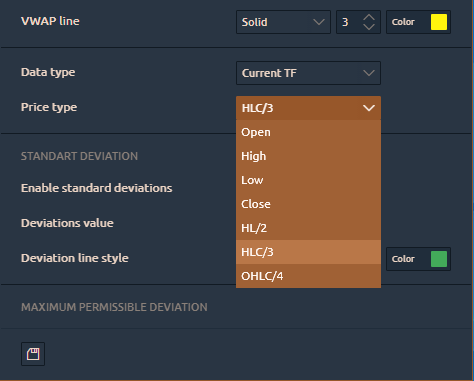 VWAP line
Solid
3
Color
Data type
Current TF
Price type
HLC/3
Open
High
Low
Close
HL/2
HLC/3
OHLC/4
STANDART DEVIATION
Enable standard deviations
Deviations value
Deviation line style
Color
MAXIMUM PERMISSIBLE DEVIATION